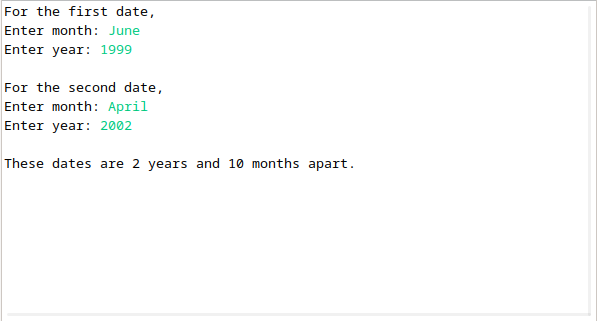 For the first date,
Enter month: June
Enter year: 1999
For the second date,
Enter month: April
Enter year: 2002
These dates are 2 years and 10 months apart.